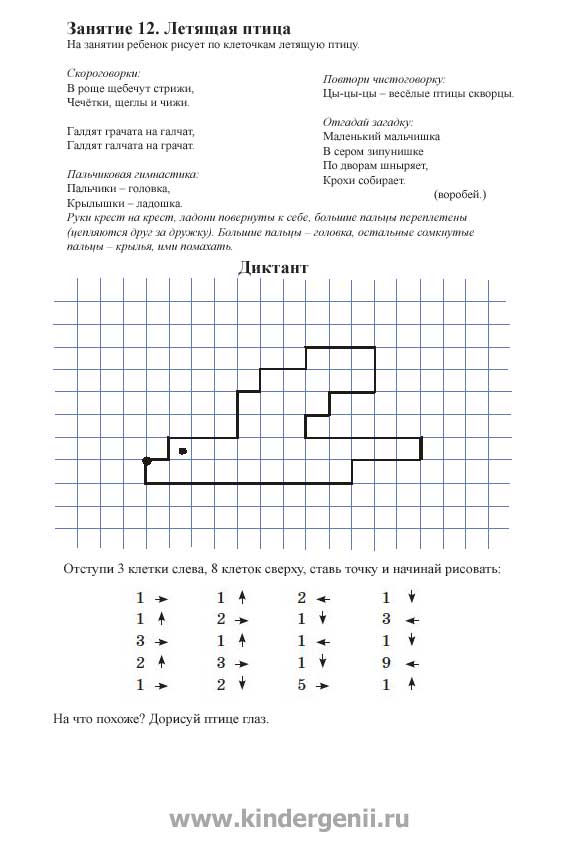 Занятие 12. Летящая птица
На занятии ребенок рисует по клеточкам летящую птицу.
Скороговорки:
В роще щебечут стрижи,
Чечётки, щеглы и чижи.
Галдят грачата на галчат,
Галдят галчата на грачат.
Пальчиковая гимнастика:
Пальчики – головка,
Крылышки – ладошка.
Повтори чистоговорку:
Цы-цы-цы – весёлые птицы скворцы.
Отгадай загадку:
Маленький мальчишка
В сером зипунишке
По дворам шныряет,
Крохи собирает.
(воробей.)
Руки крест на крест, ладони повернуты к себе, большие пальцы переплетены
(цепляются друг за дружку). Большие пальцы – головка, остальные сомкнутые
пальцы – крылья, ими помахать.
Диктант
Отступи 3 клетки слева, 8 клеток сверху, ставь точку и начинай рисовать:
1 → 1 ↑ 2 ← 1 ↓
1 ↑ 2 → 1 ↓ 3 ←
3 → 1 ↑ 1 ← 1 ↓
2 ↑ 3 → 1 ↓ 9 ←
1 → 2 ↓ 5 → 1 ↑
На что похоже? Дорисуй птице глаз.
www.kindergenii.ru